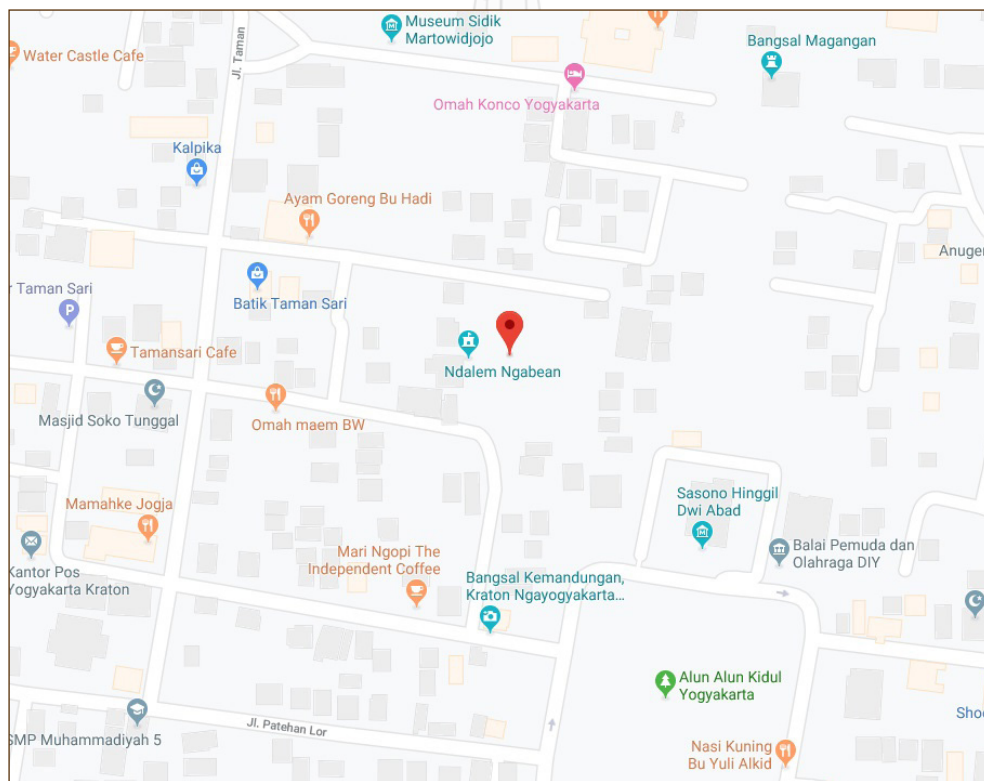 Museum Sidik
Martowidjojo
Water Castle Cafe
Jl. Taman
Bangsal Magangan
Omah Konco Yogyakarta
Kalpika
Ayam Goreng Bu Hadi
Anuger
Batik Taman Sari
r Taman Sari
P
Tamansari Cafe
Ndalem Ngabean
Masjid Soko Tunggal
Omah maem BW
Mamahke Jogja
Sasono Hinggil
Dwi Abad
Mari Ngopi The
Independent Coffee
Balai Pemuda dan
Olahraga DIY
Kantor Pos
Yogyakarta Kraton
Bangsal Kemandungan,
Kraton Ngayogyakarta...
Alun Alun Kidul
Yogyakarta
Shoe
Jl. Patehan Lor
SMP Muhammadiyah 5
Nasi Kuning
Bu Yuli Alkid